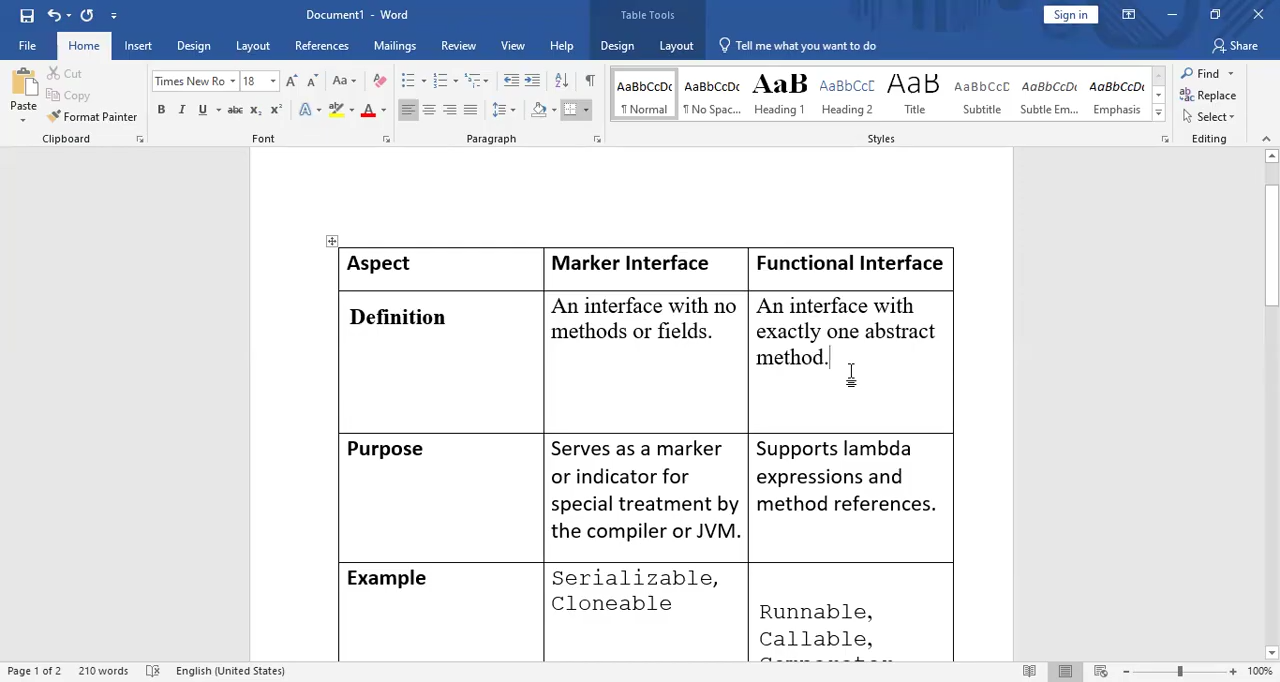 Document1 - Word
Table Tools
Sign in
File Home Insert Design Layout References Mailings Review View Help Design Layout Tell me what you want to do Share
Paste
Cut
Copy
Format Painter
Times New Ro 18
AaBbCcDc AaBbCcDc AaB AaBbCcD AaB AaBbCcD AaBbCcDc AaBbCcDc
¶ Normal ¶ No Spac... Heading 1 Heading 2 Title Subtitle Subtle Em... Emphasis
Find
Replace
Select
Clipboard Font Paragraph Styles Editing
Aspect Marker Interface Functional Interface
Definition
An interface with no
methods or fields.
An interface with
exactly one abstract
method.
Purpose
Serves as a marker
or indicator for
special treatment by
the compiler or JVM.
Supports lambda
expressions and
method references.
Example
Serializable,
Cloneable
Runnable,
Callable,
Page 1 of 2 210 words English (United States) 100%